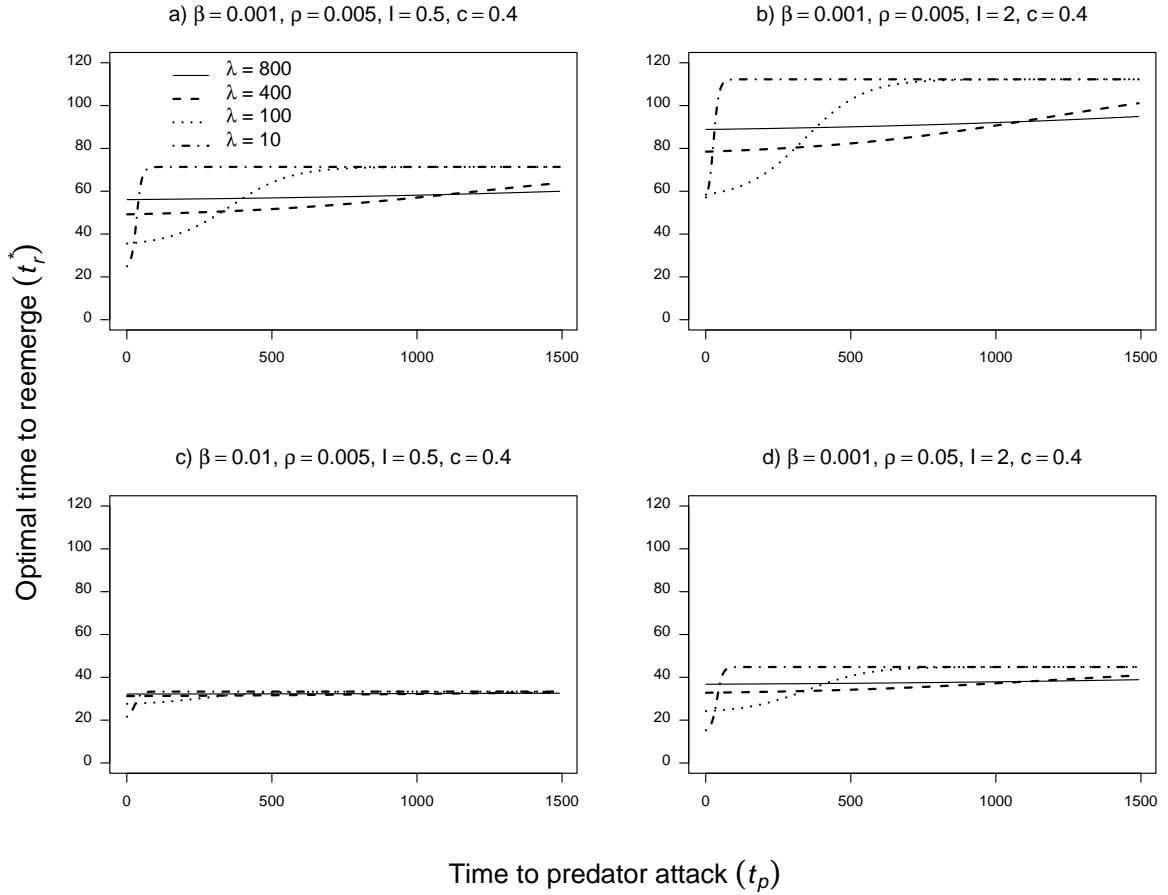 a) β = 0.001, ρ = 0.005, I = 0.5, c = 0.4
b) β = 0.001, ρ = 0.005, I = 2, c = 0.4
λ = 800
λ = 400
λ = 100
λ = 10
120
100
80
60
40
20
0
0 500 1000 1500
120
100
80
60
40
20
0
0 500 1000 1500
c) β = 0.01, ρ = 0.005, I = 0.5, c = 0.4
d) β = 0.001, ρ = 0.05, I = 2, c = 0.4
120
100
80
60
40
20
0
0 500 1000 1500
120
100
80
60
40
20
0
0 500 1000 1500
Optimal time to reemerge (t_r^*)
Time to predator attack (t_p)